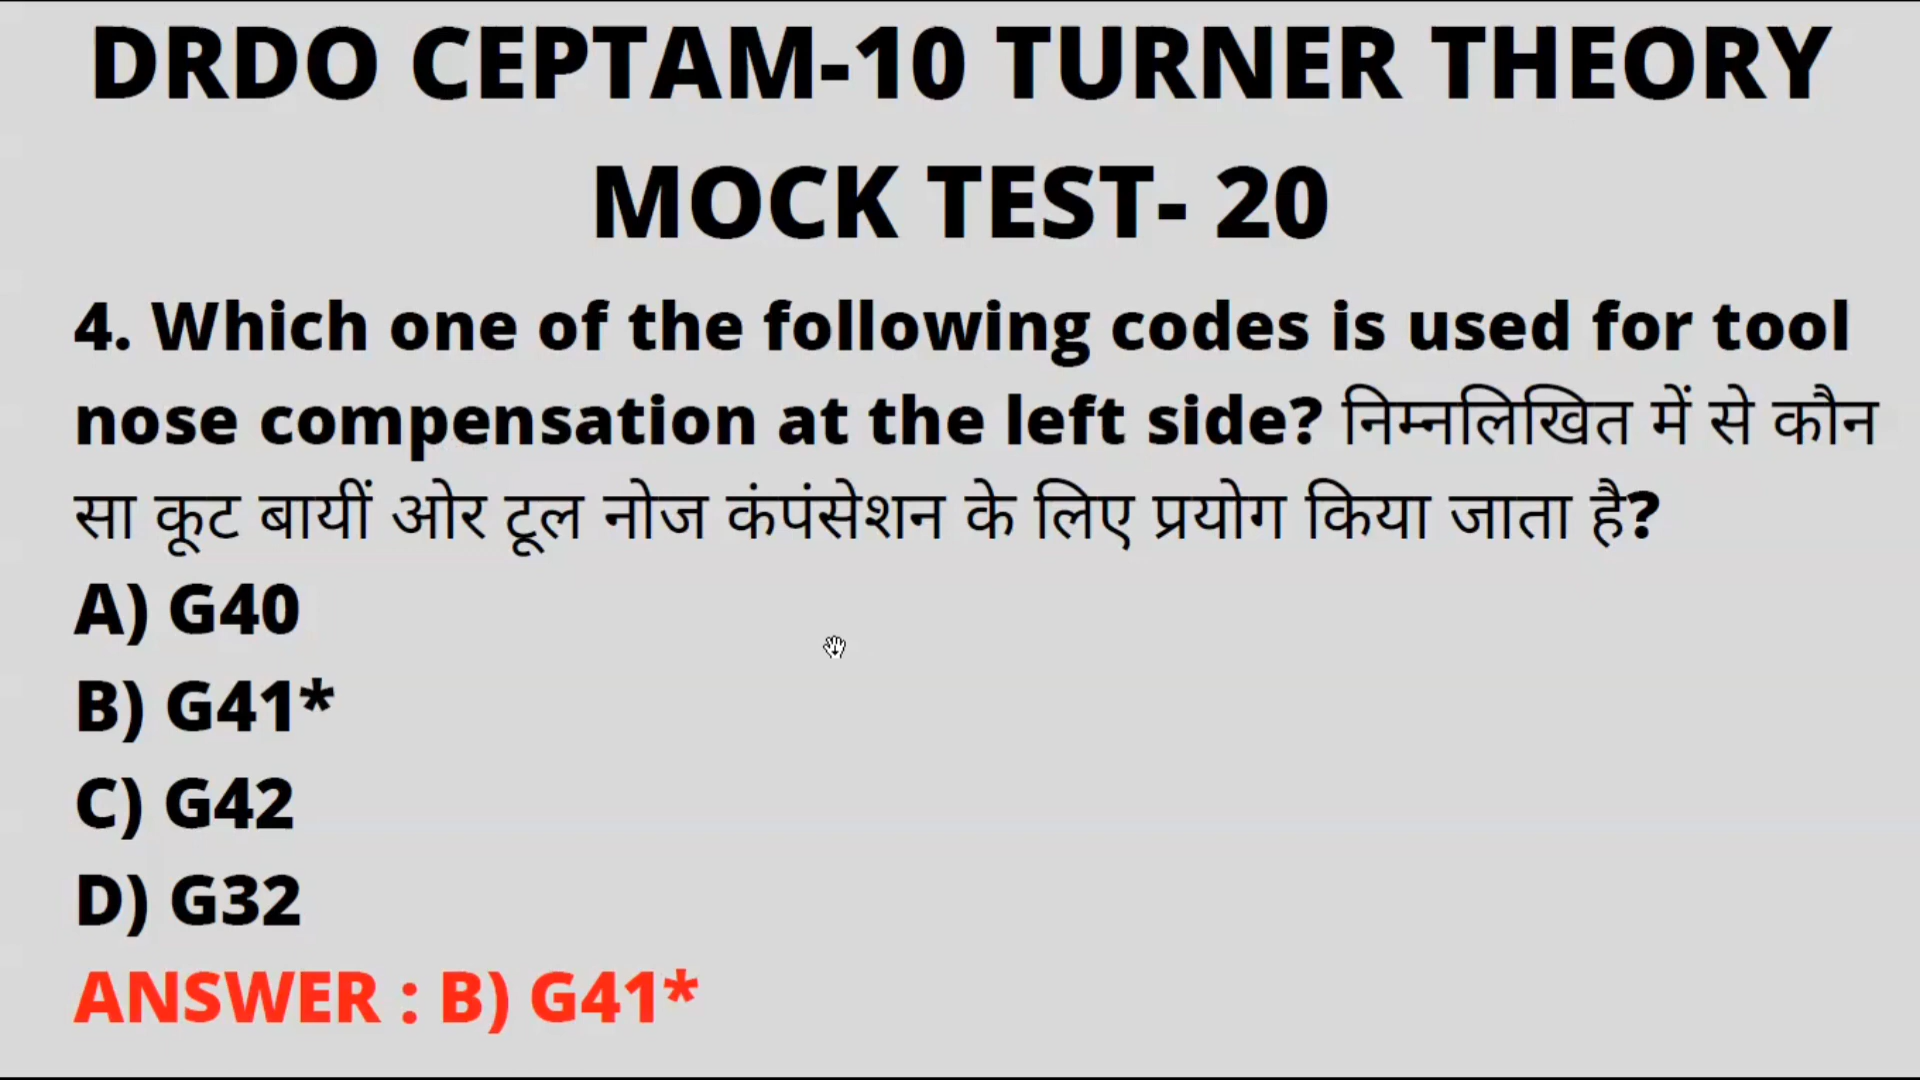 DRDO CEPTAM-10 TURNER THEORY
MOCK TEST- 20
4. Which one of the following codes is used for tool
nose compensation at the left side? निम्नलिखित में से कौन
सा कूट बायीं ओर टूल नोज कंपंसेशन के लिए प्रयोग किया जाता है?
A) G40
B) G41*
C) G42
D) G32
ANSWER : B) G41*